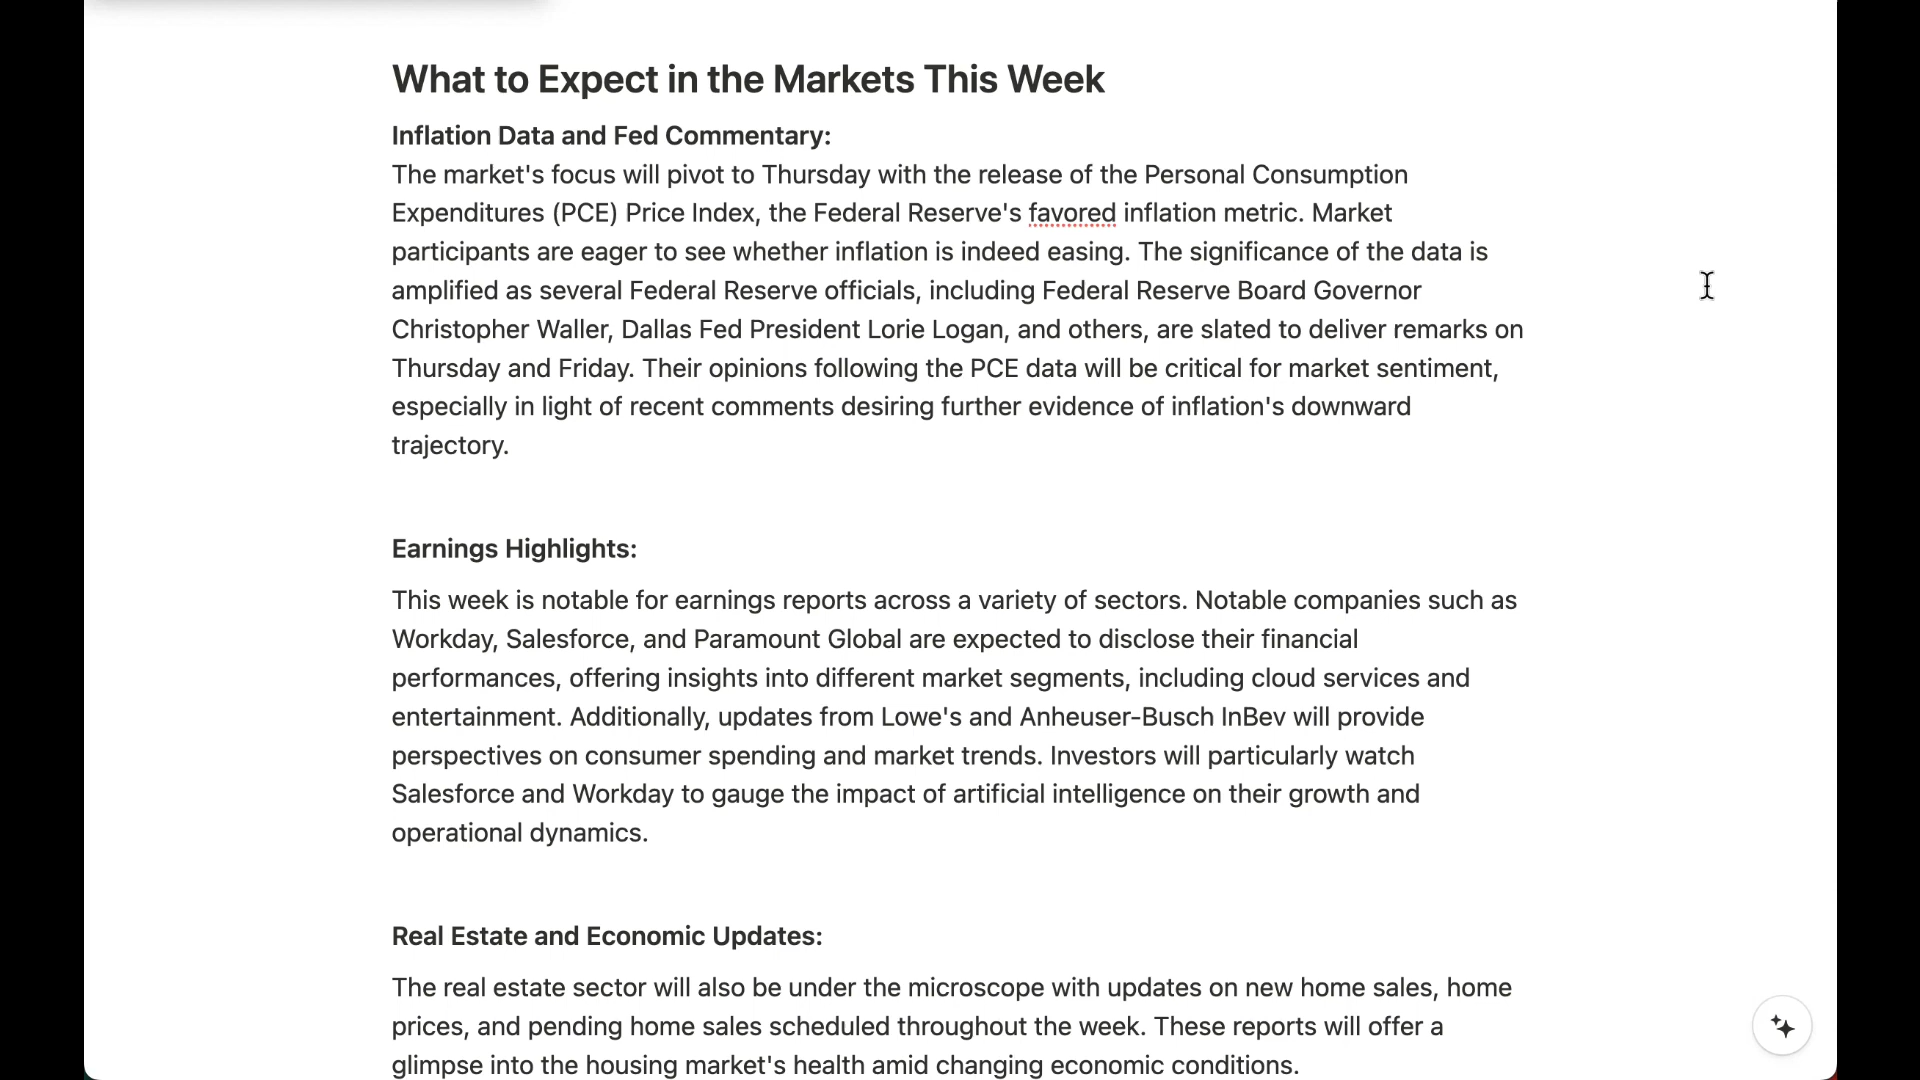 What to Expect in the Markets This Week
Inflation Data and Fed Commentary:
The market's focus will pivot to Thursday with the release of the Personal Consumption
Expenditures (PCE) Price Index, the Federal Reserve's favored inflation metric. Market
participants are eager to see whether inflation is indeed easing. The significance of the data is
amplified as several Federal Reserve officials, including Federal Reserve Board Governor
Christopher Waller, Dallas Fed President Lorie Logan, and others, are slated to deliver remarks on
Thursday and Friday. Their opinions following the PCE data will be critical for market sentiment,
especially in light of recent comments desiring further evidence of inflation's downward
trajectory.
Earnings Highlights:
This week is notable for earnings reports across a variety of sectors. Notable companies such as
Workday, Salesforce, and Paramount Global are expected to disclose their financial
performances, offering insights into different market segments, including cloud services and
entertainment. Additionally, updates from Lowe's and Anheuser-Busch InBev will provide
perspectives on consumer spending and market trends. Investors will particularly watch
Salesforce and Workday to gauge the impact of artificial intelligence on their growth and
operational dynamics.
Real Estate and Economic Updates:
The real estate sector will also be under the microscope with updates on new home sales, home
prices, and pending home sales scheduled throughout the week. These reports will offer a
glimpse into the housing market's health amid changing economic conditions.